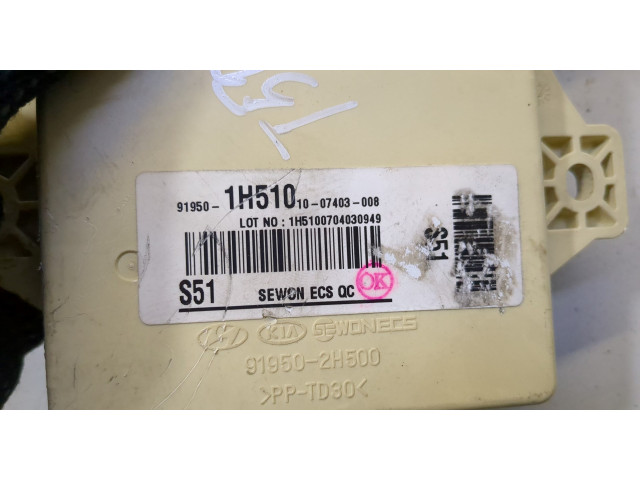 91950- 1H510 10-07403-008
LOT NO : 1H5100704030949
S51 SEWON ECS QC OK
S51
KIA SEWONECS
91950-2H500
>PP-TD30<